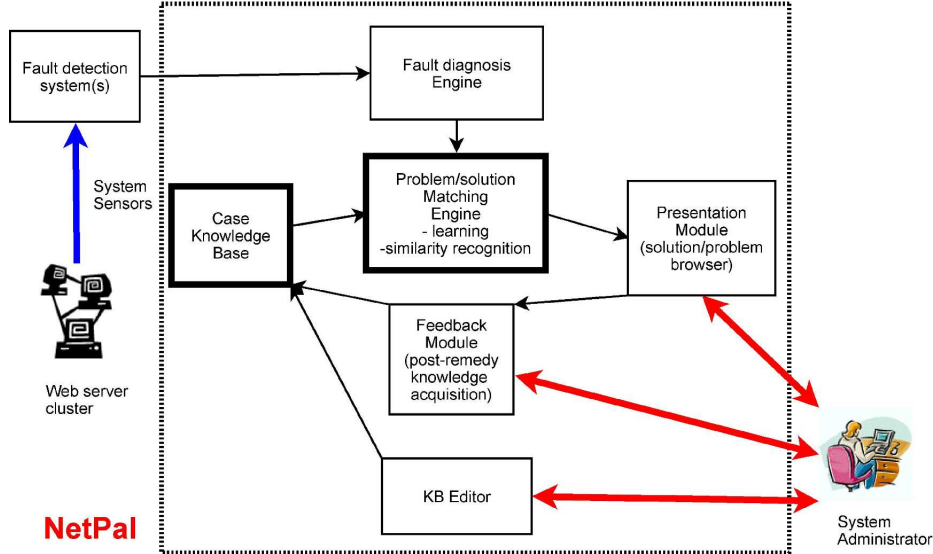 Fault detection
system(s)
Fault diagnosis
Engine
System
Sensors
Case
Knowledge
Base
Problem/solution
Matching
Engine
- learning
-similarity recognition
Presentation
Module
(solution/problem
browser)
Feedback
Module
(post-remedy
knowledge
acquisition)
Web server
cluster
KB Editor
NetPal
System
Administrator